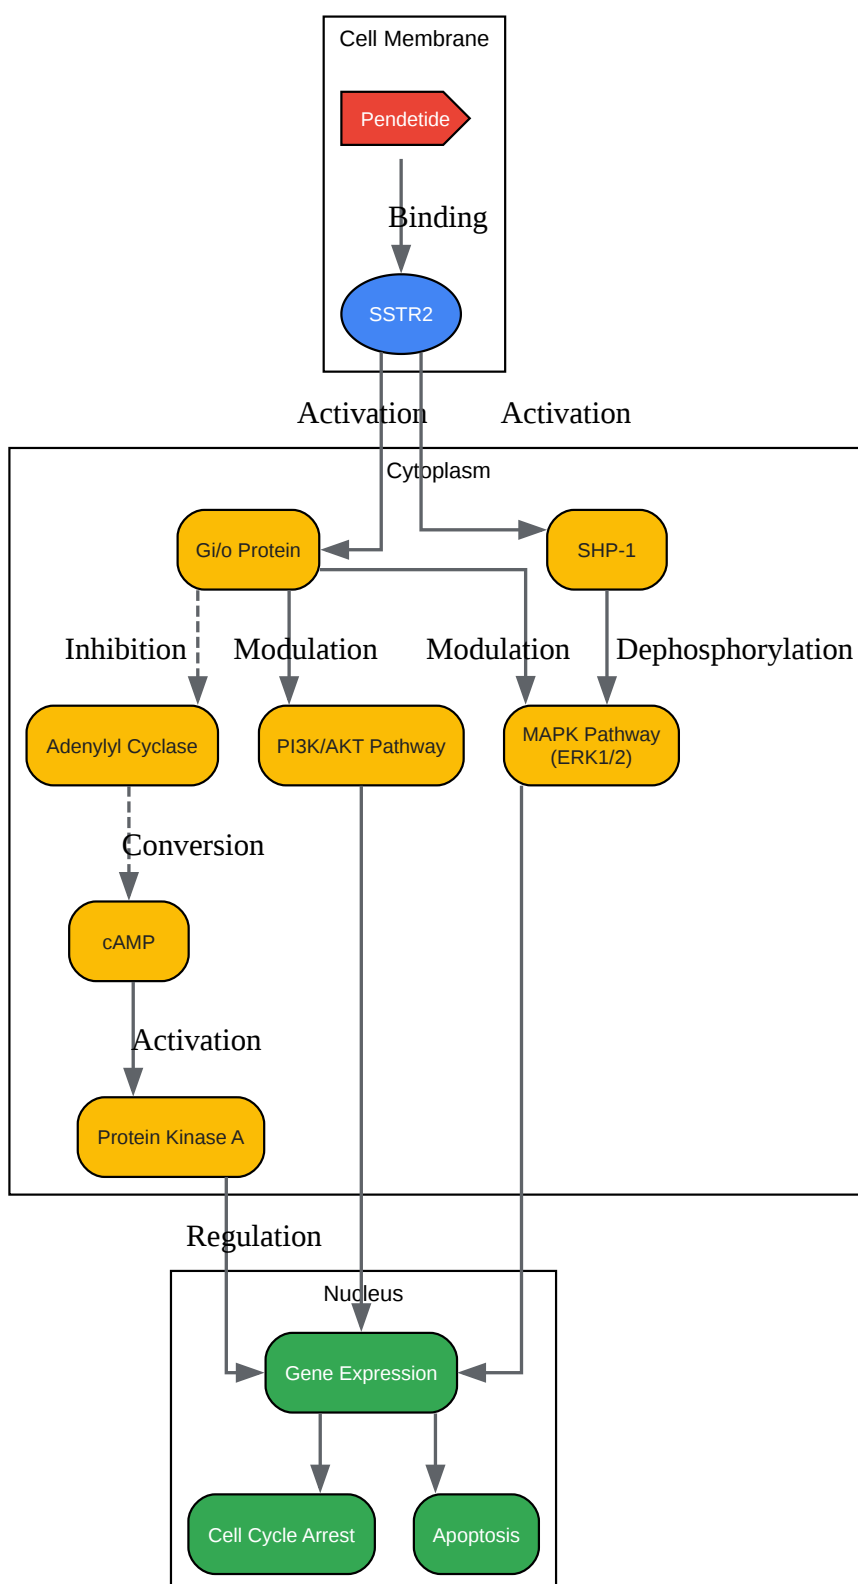 Cell Membrane
Pendetide
Binding
SSTR2
Activation
Activation
Cytoplasm
Gi/o Protein
SHP-1
Inhibition
Modulation
Modulation
Dephosphorylation
Adenylyl Cyclase
PI3K/AKT Pathway
MAPK Pathway
(ERK1/2)
Conversion
cAMP
Activation
Protein Kinase A
Regulation
Nucleus
Gene Expression
Cell Cycle Arrest
Apoptosis